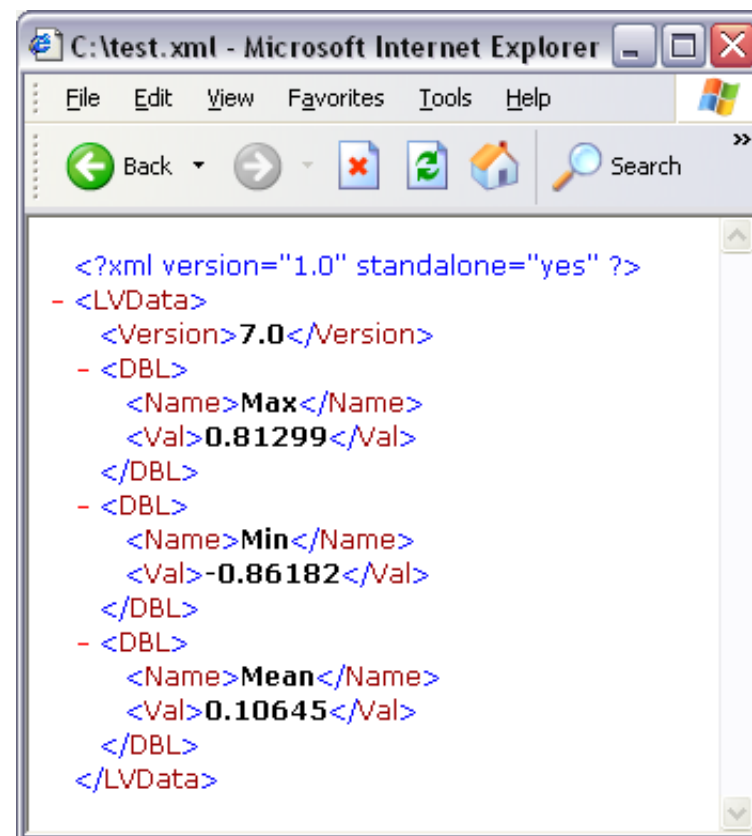 C:\test.xml - Microsoft Internet Explorer
File Edit View Favorites Tools Help
Back Search »
<?xml version="1.0" standalone="yes" ?>
- <LVData>
<Version>7.0</Version>
- <DBL>
<Name>Max</Name>
<Val>0.81299</Val>
</DBL>
- <DBL>
<Name>Min</Name>
<Val>-0.86182</Val>
</DBL>
- <DBL>
<Name>Mean</Name>
<Val>0.10645</Val>
</DBL>
</LVData>